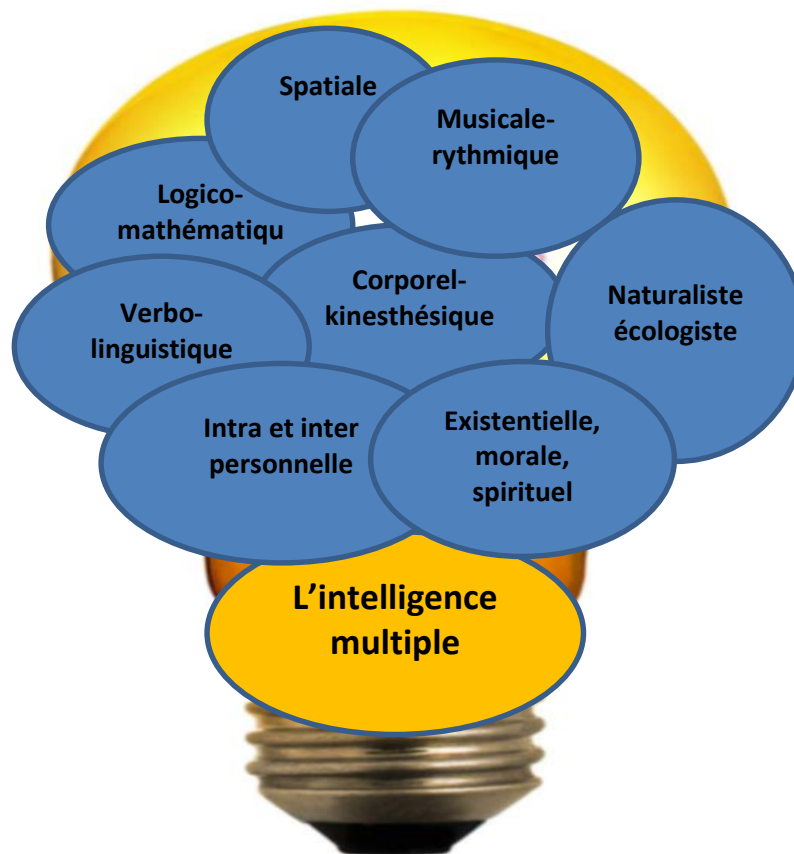 Spatiale
Musicale-
rythmique
Logico-
mathématiqu
Corporel-
kinesthésique
Naturaliste
écologiste
Verbo-
linguistique
Intra et inter
personnelle
Existentielle,
morale,
spirituel
L’intelligence
multiple